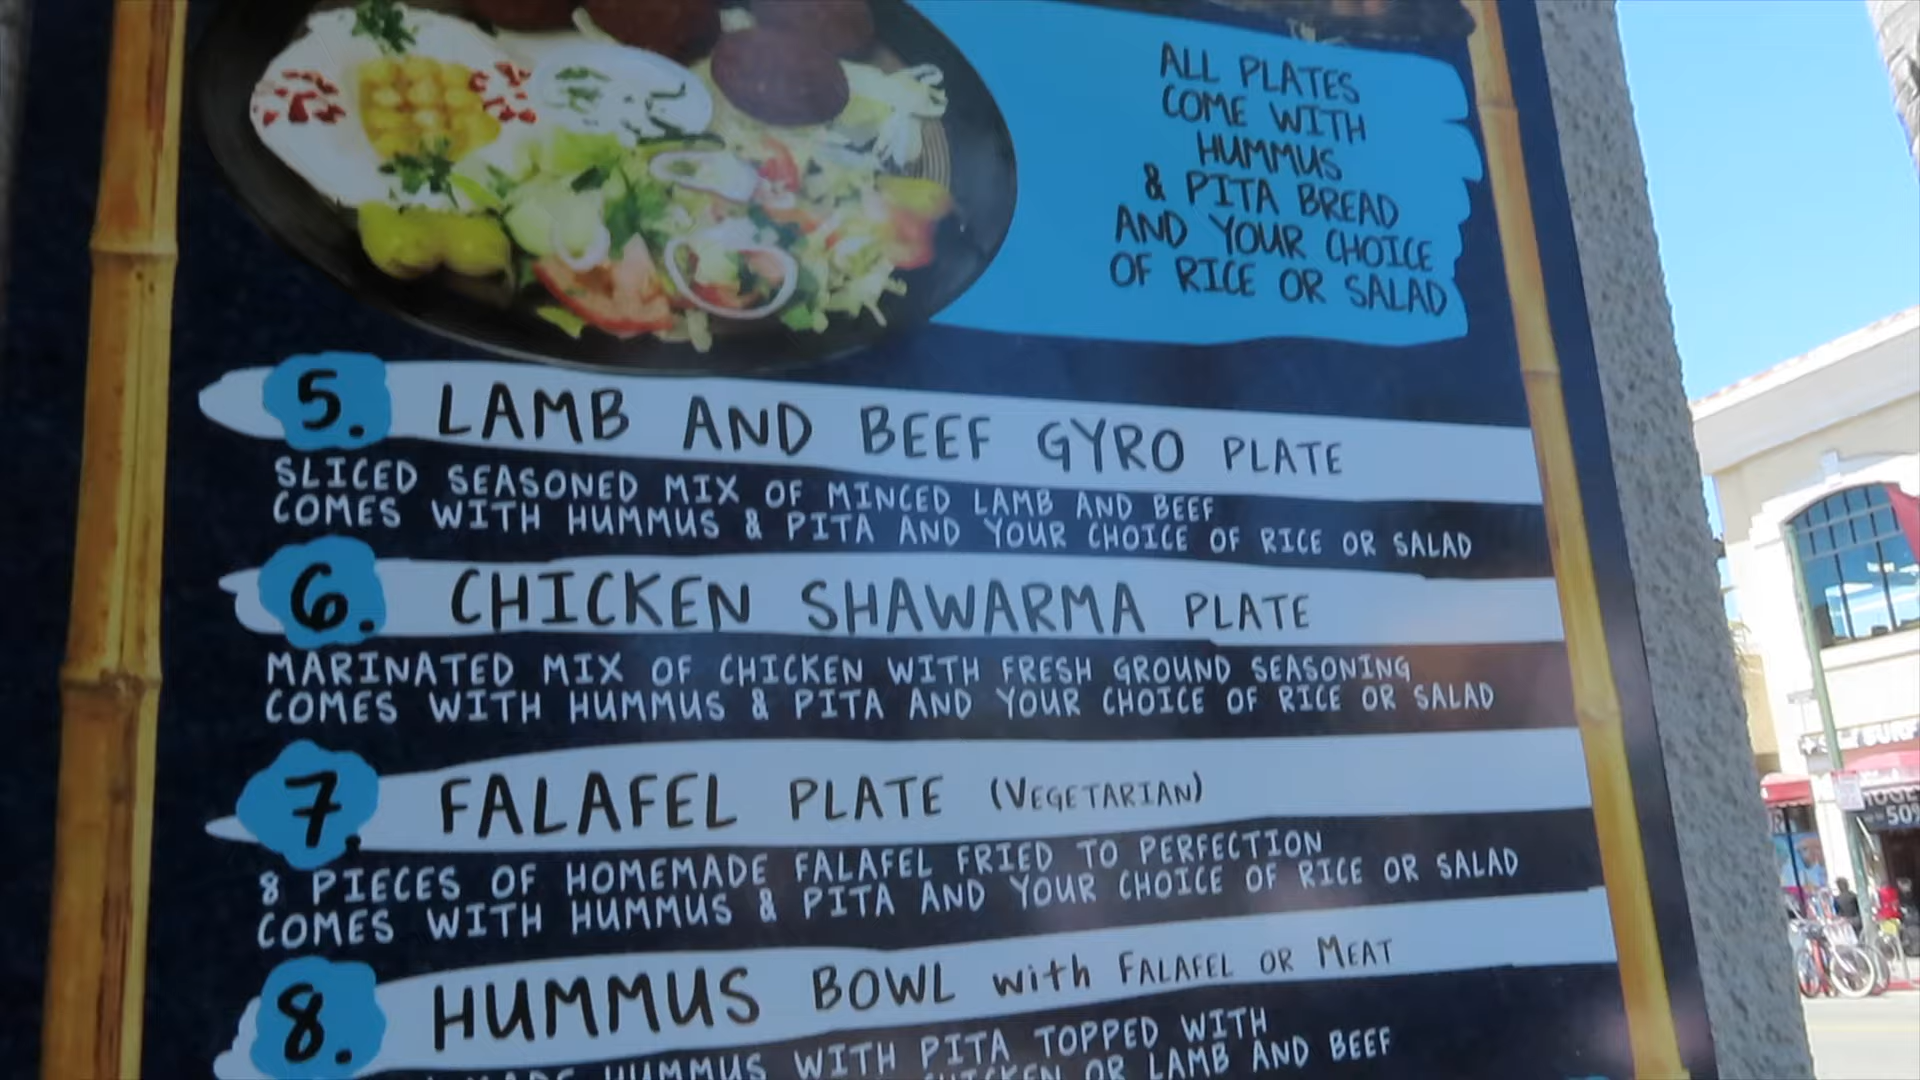 ALL PLATES
COME WITH
HUMMUS
& PITA BREAD
AND YOUR CHOICE
OF RICE OR SALAD
5. LAMB AND BEEF GYRO PLATE
SLICED SEASONED MIX OF MINCED LAMB AND BEEF
COMES WITH HUMMUS & PITA AND YOUR CHOICE OF RICE OR SALAD
6. CHICKEN SHAWARMA PLATE
MARINATED MIX OF CHICKEN WITH FRESH GROUND SEASONING
COMES WITH HUMMUS & PITA AND YOUR CHOICE OF RICE OR SALAD
7. FALAFEL PLATE (VEGETARIAN)
8 PIECES OF HOMEMADE FALAFEL FRIED TO PERFECTION
COMES WITH HUMMUS & PITA AND YOUR CHOICE OF RICE OR SALAD
8. HUMMUS BOWL with FALAFEL OR MEAT
HUMMUS WITH PITA TOPPED WITH
CHICKEN OR LAMB AND BEEF
50%